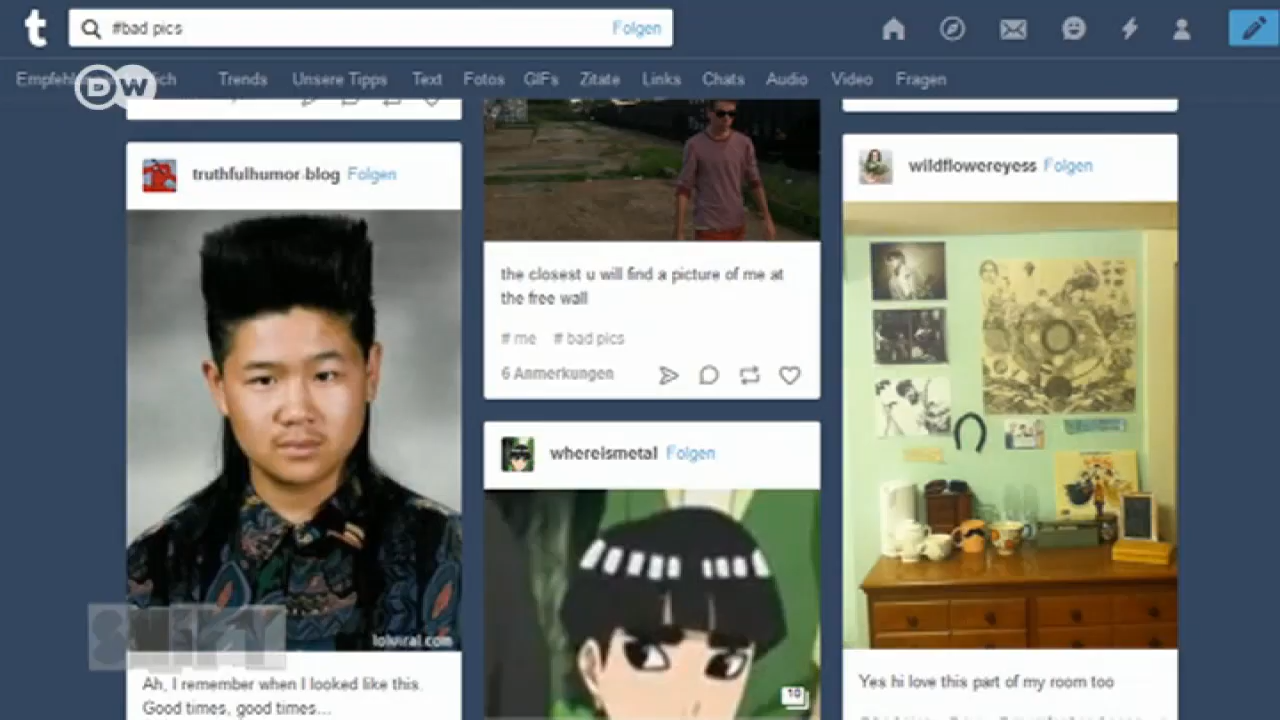 t
#bad pics
Folgen
DW
Trends Unsere Tipps Text Fotos GIFs Zitate Links Chats Audio Video Fragen
truthfulhumor-blog Folgen
lolviral.com
Ah, I remember when I looked like this.
Good times, good times...
the closest u will find a picture of me at
the free wall
# me # bad pics
6 Anmerkungen
whereismetal Folgen
10
wildflowereyess Folgen
Yes hi love this part of my room too
SHIFT